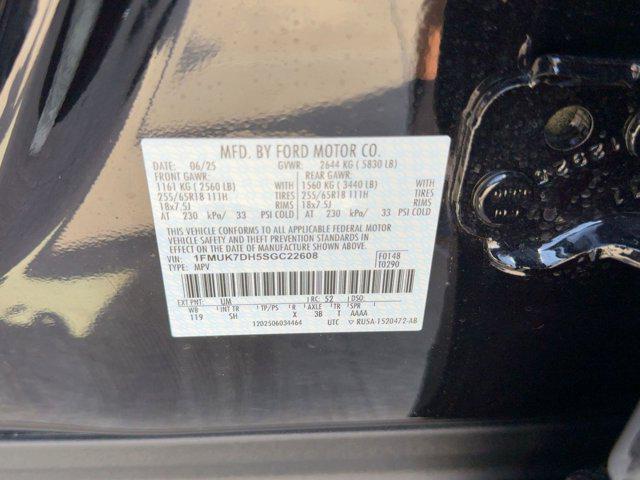 MFD. BY FORD MOTOR CO.
DATE: 06/25 GVWR: 2644 KG ( 5830 LB)
FRONT GAWR: REAR GAWR:
1161 KG ( 2560 LB) WITH 1560 KG ( 3440 LB) WITH
255/65R18 111H TIRES 255/65R18 111H TIRES
18x7.5J RIMS 18x7.5J RIMS
AT 230 kPa/ 33 PSI COLD AT 230 kPa/ 33 PSI COLD
THIS VEHICLE CONFORMS TO ALL APPLICABLE FEDERAL MOTOR
VEHICLE SAFETY AND THEFT PREVENTION STANDARDS IN
EFFECT ON THE DATE OF MANUFACTURE SHOWN ABOVE.
VIN: 1FMUK7DH5SGC22608 F0148
TYPE: MPV T0290
EXT PNT: UM RC: 52 DSO:
WB INT TR TP/PS R AXLE TR SPR
119 SH X 3B T AAAA
1202506034464 UTC ▽ RU5A-1520472-AB